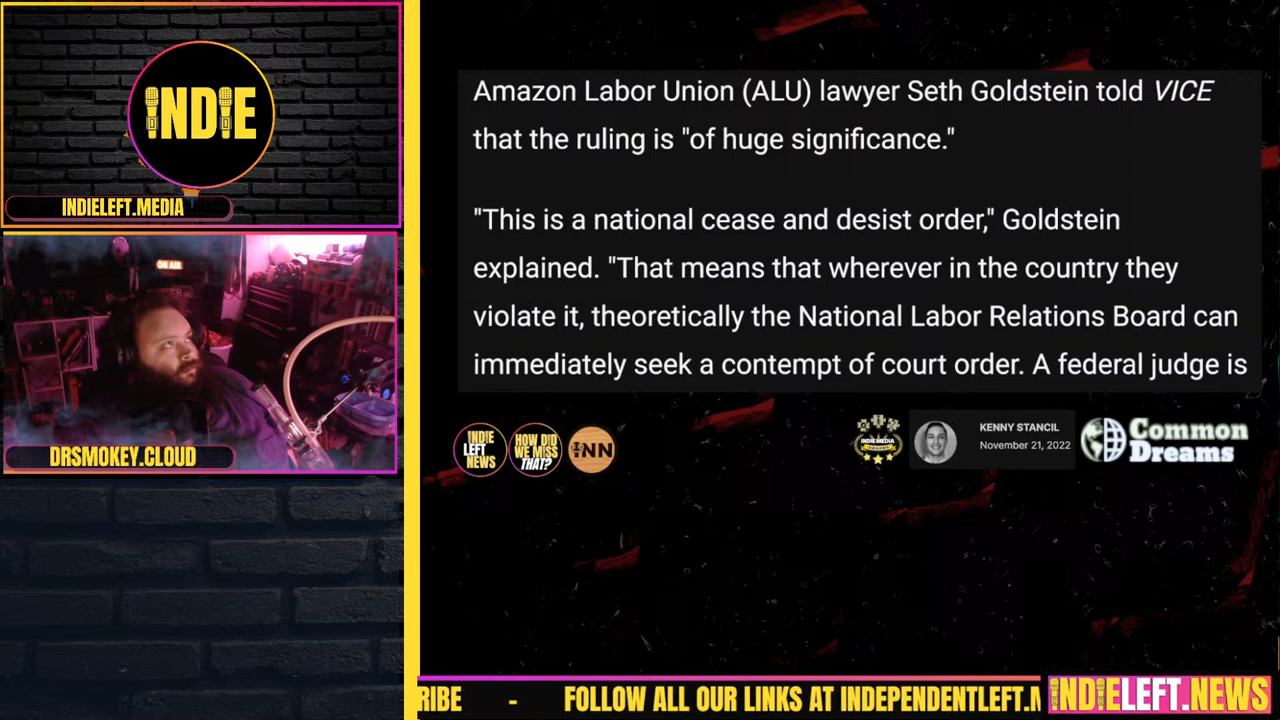 INDIE
INDIELEFT.MEDIA
ON AIR
DRSMOKEY.CLOUD
Amazon Labor Union (ALU) lawyer Seth Goldstein told VICE
that the ruling is "of huge significance."
"This is a national cease and desist order," Goldstein
explained. "That means that wherever in the country they
violate it, theoretically the National Labor Relations Board can
immediately seek a contempt of court order. A federal judge is
INDIE
LEFT
NEWS
HOW DID
WE MISS
THAT?
INN
INDIE MEDIA
AWARDS
KENNY STANCIL
November 21, 2022
Common
Dreams
RIBE - FOLLOW ALL OUR LINKS AT INDEPENDENTLEFT.N
INDIELEFT.NEWS